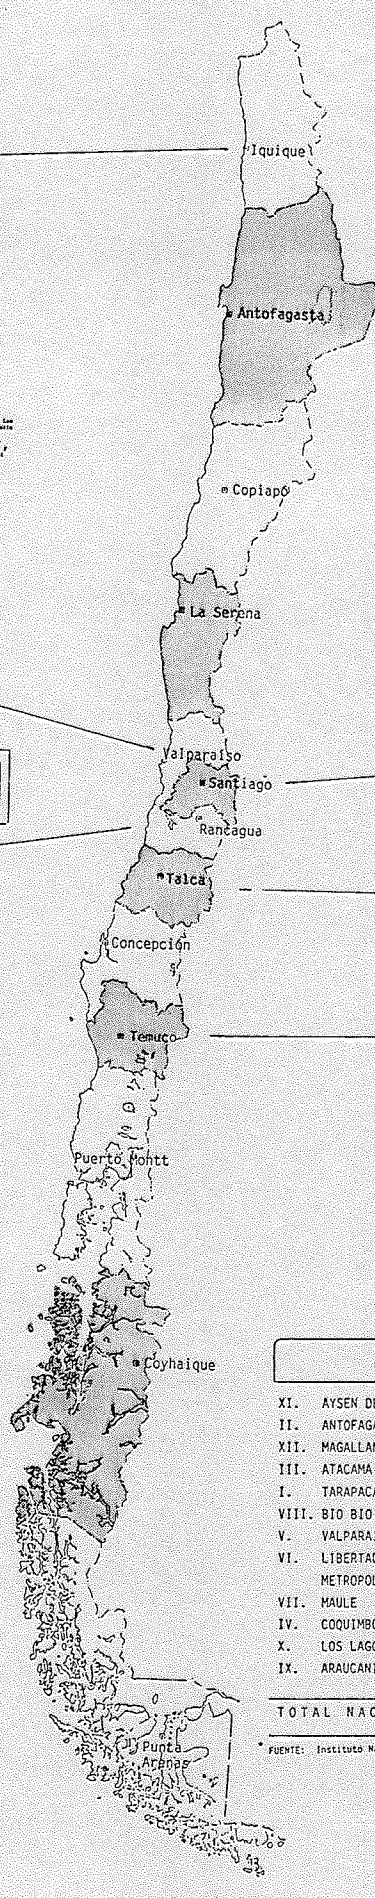 Iquique
Antofagasta
Copiapó
La Serena
Valparaíso
Santiago
Rancagua
Talca
Concepción
Temuco
Puerto Montt
Coyhaique
XI. AYSEN DE
II. ANTOFAGA
XII. MAGALLAN
III. ATACAMA
I. TARAPACA
VIII. BIO BIO
V. VALPARAI
VI. LIBERTAD
METROPOL
VII. MAULE
IV. COQUIMBO
X. LOS LAGO
IX. ARAUCANI
TOTAL NAC
Punta
Arenas
FUENTE: Instituto N